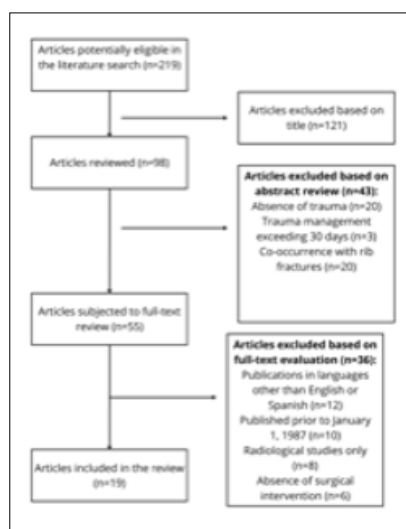 Articles potentially eligible in
the literature search (n=219)
Articles excluded based on
title (n=121)
Articles reviewed (n=98)
Articles excluded based on
abstract review (n=43):
Absence of trauma (n=20)
Trauma management
exceeding 30 days (n=3)
Co-occurrence with rib
fractures (n=20)
Articles subjected to full-text
review (n=55)
Articles excluded based on
full-text evaluation (n=36):
Publications in languages
other than English or
Spanish (n=12)
Published prior to January
1, 1987 (n=10)
Radiological studies only
(n=8)
Absence of surgical
intervention (n=6)
Articles included in the review
(n=19)